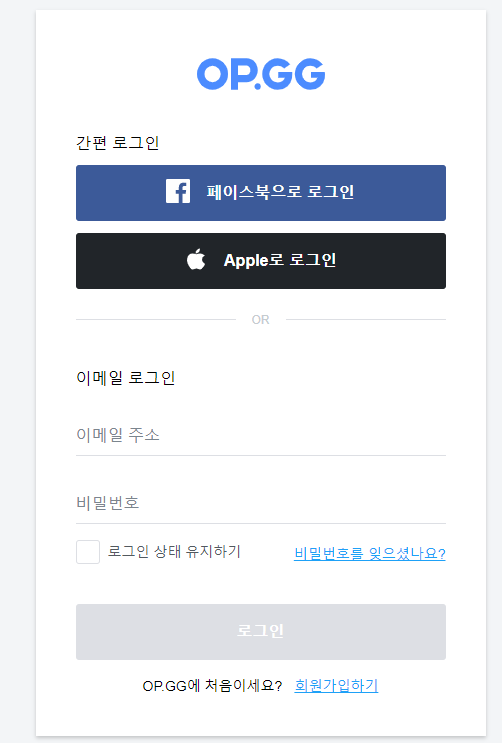 OP.GG
간편 로그인
페이스북으로 로그인
Apple로 로그인
OR
이메일 로그인
이메일 주소
비밀번호
로그인 상태 유지하기 비밀번호를 잊으셨나요?
로그인
OP.GG에 처음이세요? 회원가입하기